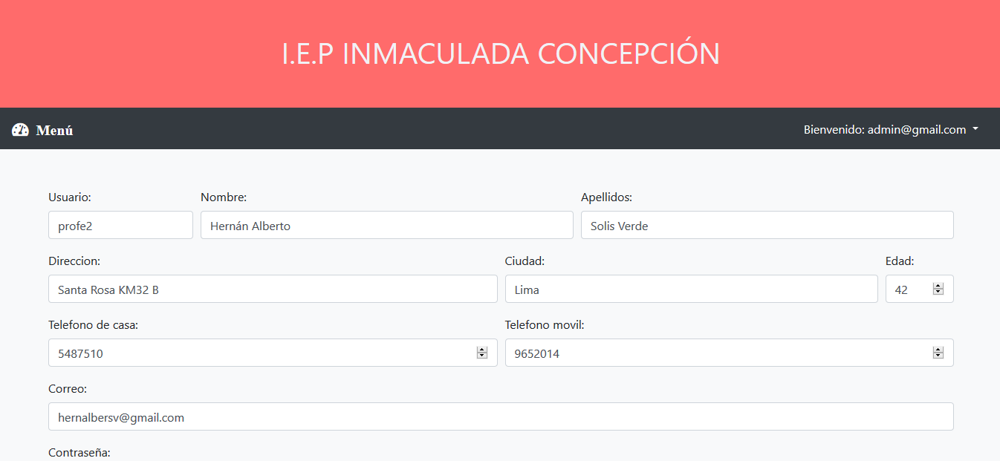 I.E.P INMACULADA CONCEPCIÓN
Menú
Bienvenido: admin@gmail.com
Usuario: Nombre: Apellidos:
profe2 Hernán Alberto Solis Verde
Direccion: Ciudad: Edad:
Santa Rosa KM32 B Lima 42
Telefono de casa: Telefono movil:
5487510 9652014
Correo:
hernalbersv@gmail.com
Contraseña: